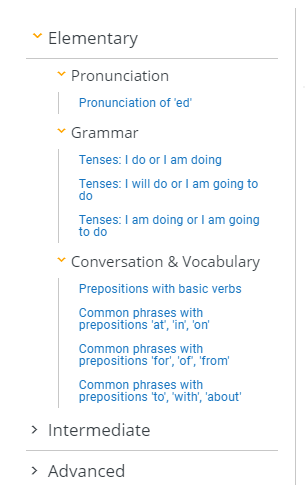 Elementary
Pronunciation
Pronunciation of 'ed'
Grammar
Tenses: I do or I am doing
Tenses: I will do or I am going to
do
Tenses: I am doing or I am going
to do
Conversation & Vocabulary
Prepositions with basic verbs
Common phrases with
prepositions 'at', 'in', 'on'
Common phrases with
prepositions 'for', 'of', 'from'
Common phrases with
prepositions 'to', 'with', 'about'
Intermediate
Advanced